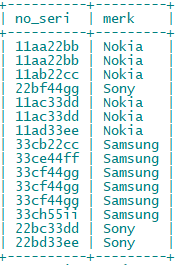 +----------+---------+
| no_seri | merk |
+----------+---------+
| 11aa22bb | Nokia |
| 11aa22bb | Nokia |
| 11ab22cc | Nokia |
| 22bf44gg | Sony |
| 11ac33dd | Nokia |
| 11ac33dd | Nokia |
| 11ad33ee | Nokia |
| 33cb22cc | Samsung |
| 33ce44ff | Samsung |
| 33cf44gg | Samsung |
| 33cf44gg | Samsung |
| 33cf44gg | Samsung |
| 33ch55ii | Samsung |
| 22bc33dd | Sony |
| 22bd33ee | Sony |
+----------+---------+